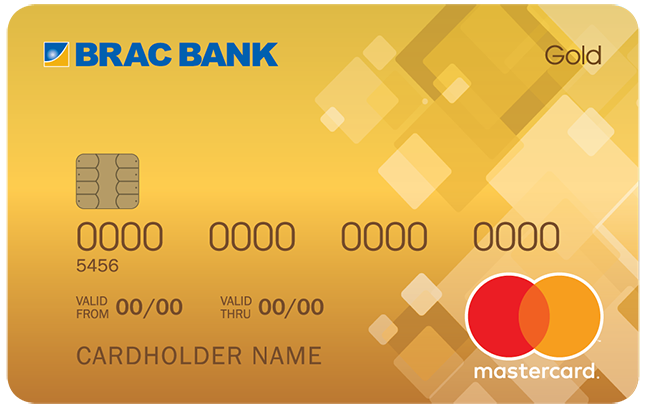 BRAC BANK
Gold
0000 0000 0000 0000
5456
VALID FROM 00/00 VALID THRU 00/00
CARDHOLDER NAME
mastercard.